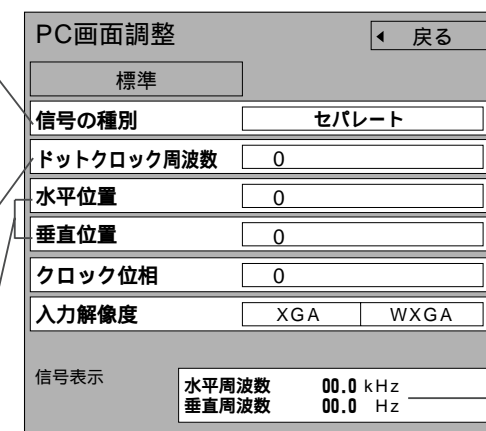 PC画面調整
◀ 戻る
標準
信号の種別 セパレート
ドットクロック周波数 0
水平位置 0
垂直位置 0
クロック位相 0
入力解像度 XGA WXGA
信号表示
水平周波数 00.0 kHz
垂直周波数 00.0 Hz